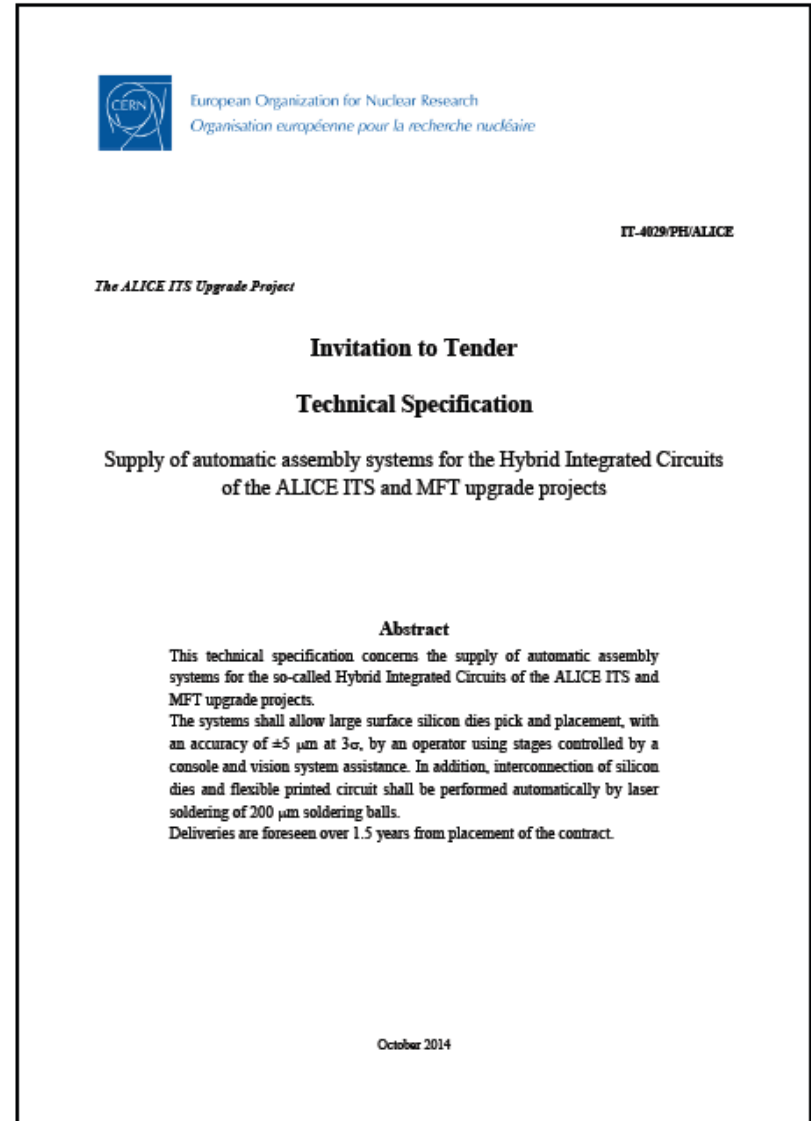 CERN
European Organization for Nuclear Research
Organisation européenne pour la recherche nucléaire
IT-4029/PH/ALICE
The ALICE ITS Upgrade Project
Invitation to Tender
Technical Specification
Supply of automatic assembly systems for the Hybrid Integrated Circuits
of the ALICE ITS and MFT upgrade projects
Abstract
This technical specification concerns the supply of automatic assembly
systems for the so-called Hybrid Integrated Circuits of the ALICE ITS and
MFT upgrade projects.
The systems shall allow large surface silicon dies pick and placement, with
an accuracy of ±5 μm at 3σ, by an operator using stages controlled by a
console and vision system assistance. In addition, interconnection of silicon
dies and flexible printed circuit shall be performed automatically by laser
soldering of 200 μm soldering balls.
Deliveries are foreseen over 1.5 years from placement of the contract.
October 2014